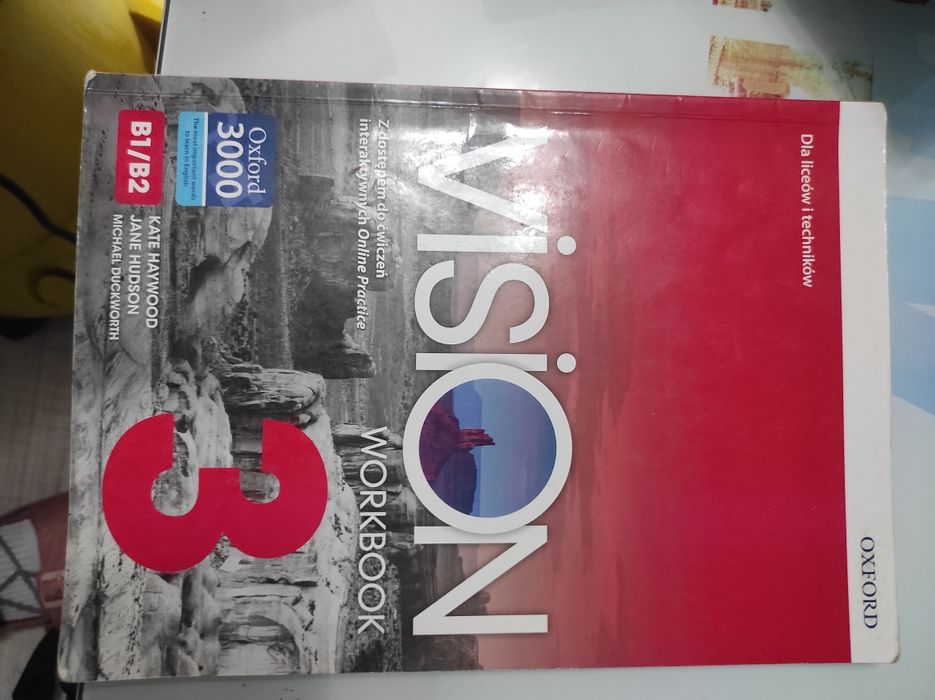 OXFORD
Dla liceów i techników
ViSiON
WORKBOOK
Z dostępem do ćwiczeń
interaktywnych Online Practice
3
Oxford
3000
The most important words
to learn in English
B1/B2
KATE HAYWOOD
JANE HUDSON
MICHAEL DUCKWORTH